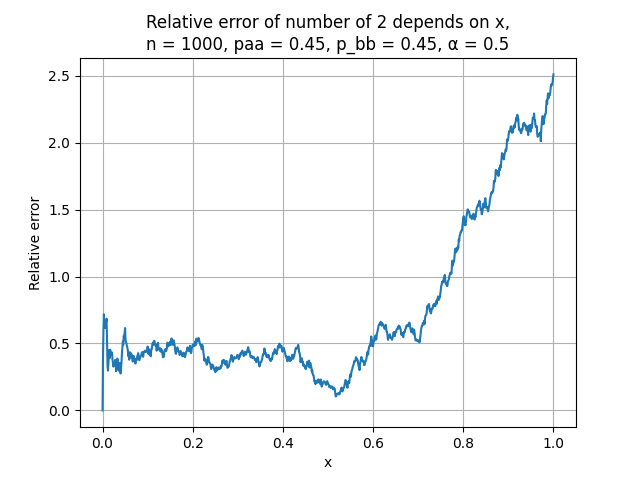 Relative error of number of 2 depends on x,
n = 1000, paa = 0.45, p_bb = 0.45, α = 0.5
2.5
2.0
1.5
1.0
0.5
0.0
Relative error
0.0 0.2 0.4 0.6 0.8 1.0
x